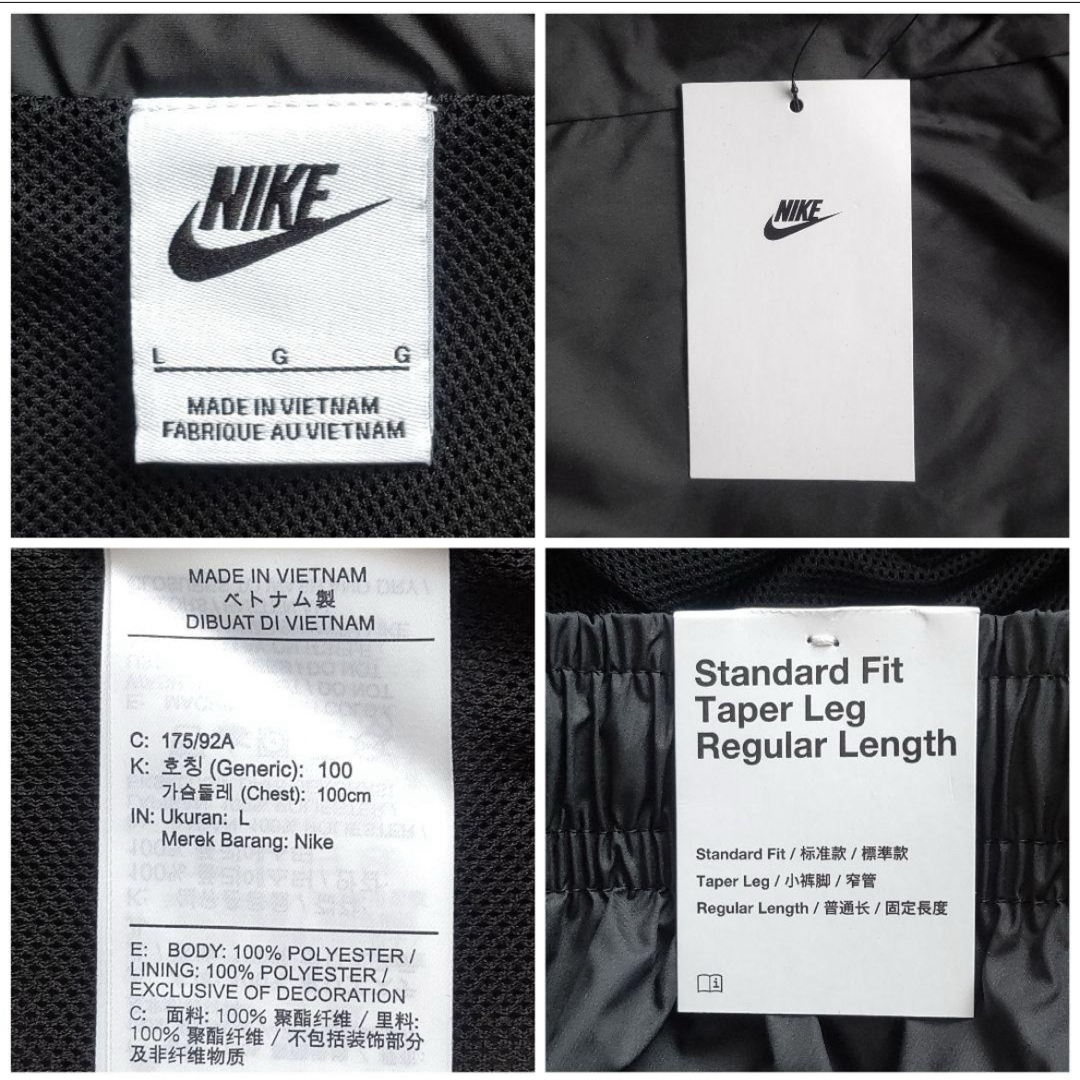 NIKE
L G G
MADE IN VIETNAM
FABRIQUE AU VIETNAM
NIKE
MADE IN VIETNAM
ベトナム製
DIBUAT DI VIETNAM
C: 175/92A
K: 호칭 (Generic): 100
가슴둘레 (Chest): 100cm
IN: Ukuran: L
Merek Barang: Nike
E: BODY: 100% POLYESTER /
LINING: 100% POLYESTER /
EXCLUSIVE OF DECORATION
C: 面料: 100% 聚酯纤维 / 里料:
100% 聚酯纤维 / 不包括装饰部分
及非纤维物质
Standard Fit
Taper Leg
Regular Length
Standard Fit / 标准款 / 標準款
Taper Leg / 小裤脚 / 窄管
Regular Length / 普通长 / 固定長度